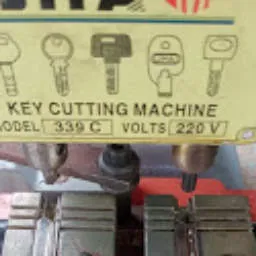 KEY CUTTING MACHINE
MODEL 339 C VOLTS 220 V